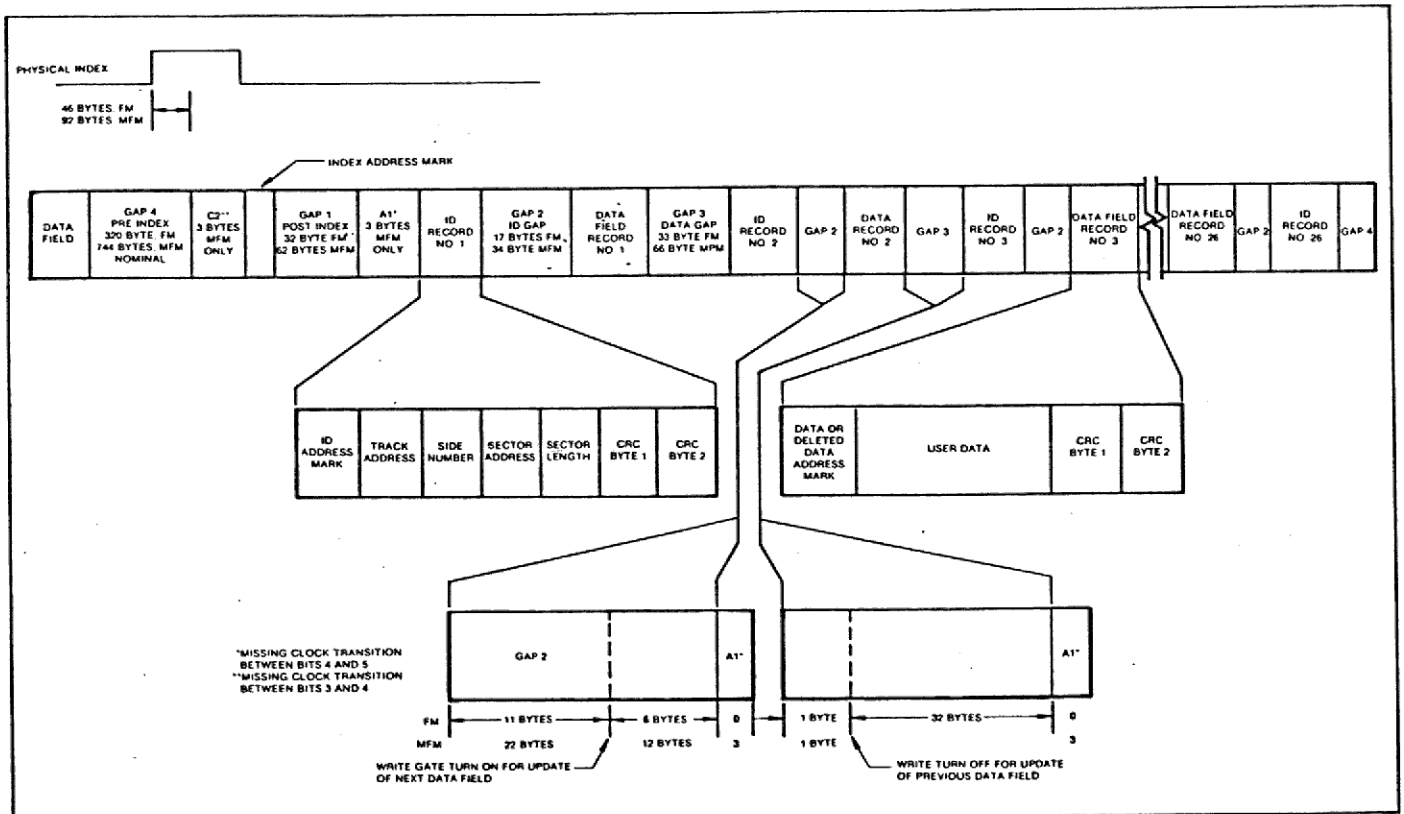 PHYSICAL INDEX
46 BYTES. FM
92 BYTES. MFM
INDEX ADDRESS MARK
DATA
FIELD
GAP 4
PRE INDEX
320 BYTE. FM
744 BYTES. MFM
NOMINAL
C2**
3 BYTES
MFM
ONLY
GAP 1
POST INDEX
32 BYTE FM
62 BYTES MFM
A1*
3 BYTES
MFM
ONLY
ID
RECORD
NO 1
GAP 2
ID GAP
17 BYTES FM,
34 BYTE MFM
DATA
FIELD
RECORD
NO 1
GAP 3
DATA GAP
33 BYTE FM
66 BYTE MPM
ID
RECORD
NO. 2
GAP 2
DATA
RECORD
NO. 2
GAP 3
ID
RECORD
NO 3
GAP 2
DATA FIELD
RECORD
NO 3
DATA FIELD
RECORD
NO 26
GAP 2
ID
RECORD
NO 26
GAP 4
ID
ADDRESS
MARK
TRACK
ADDRESS
SIDE
NUMBER
SECTOR
ADDRESS
SECTOR
LENGTH
CRC
BYTE 1
CRC
BYTE 2
DATA OR
DELETED
DATA
ADDRESS
MARK
USER DATA
CRC
BYTE 1
CRC
BYTE 2
*MISSING CLOCK TRANSITION
BETWEEN BITS 4 AND 5
**MISSING CLOCK TRANSITION
BETWEEN BITS 3 AND 4
GAP 2
A1*
A1*
FM 11 BYTES 6 BYTES 0 1 BYTE 32 BYTES 0
MFM 22 BYTES 12 BYTES 3 1 BYTE 3
WRITE GATE TURN ON FOR UPDATE
OF NEXT DATA FIELD
WRITE TURN OFF FOR UPDATE
OF PREVIOUS DATA FIELD